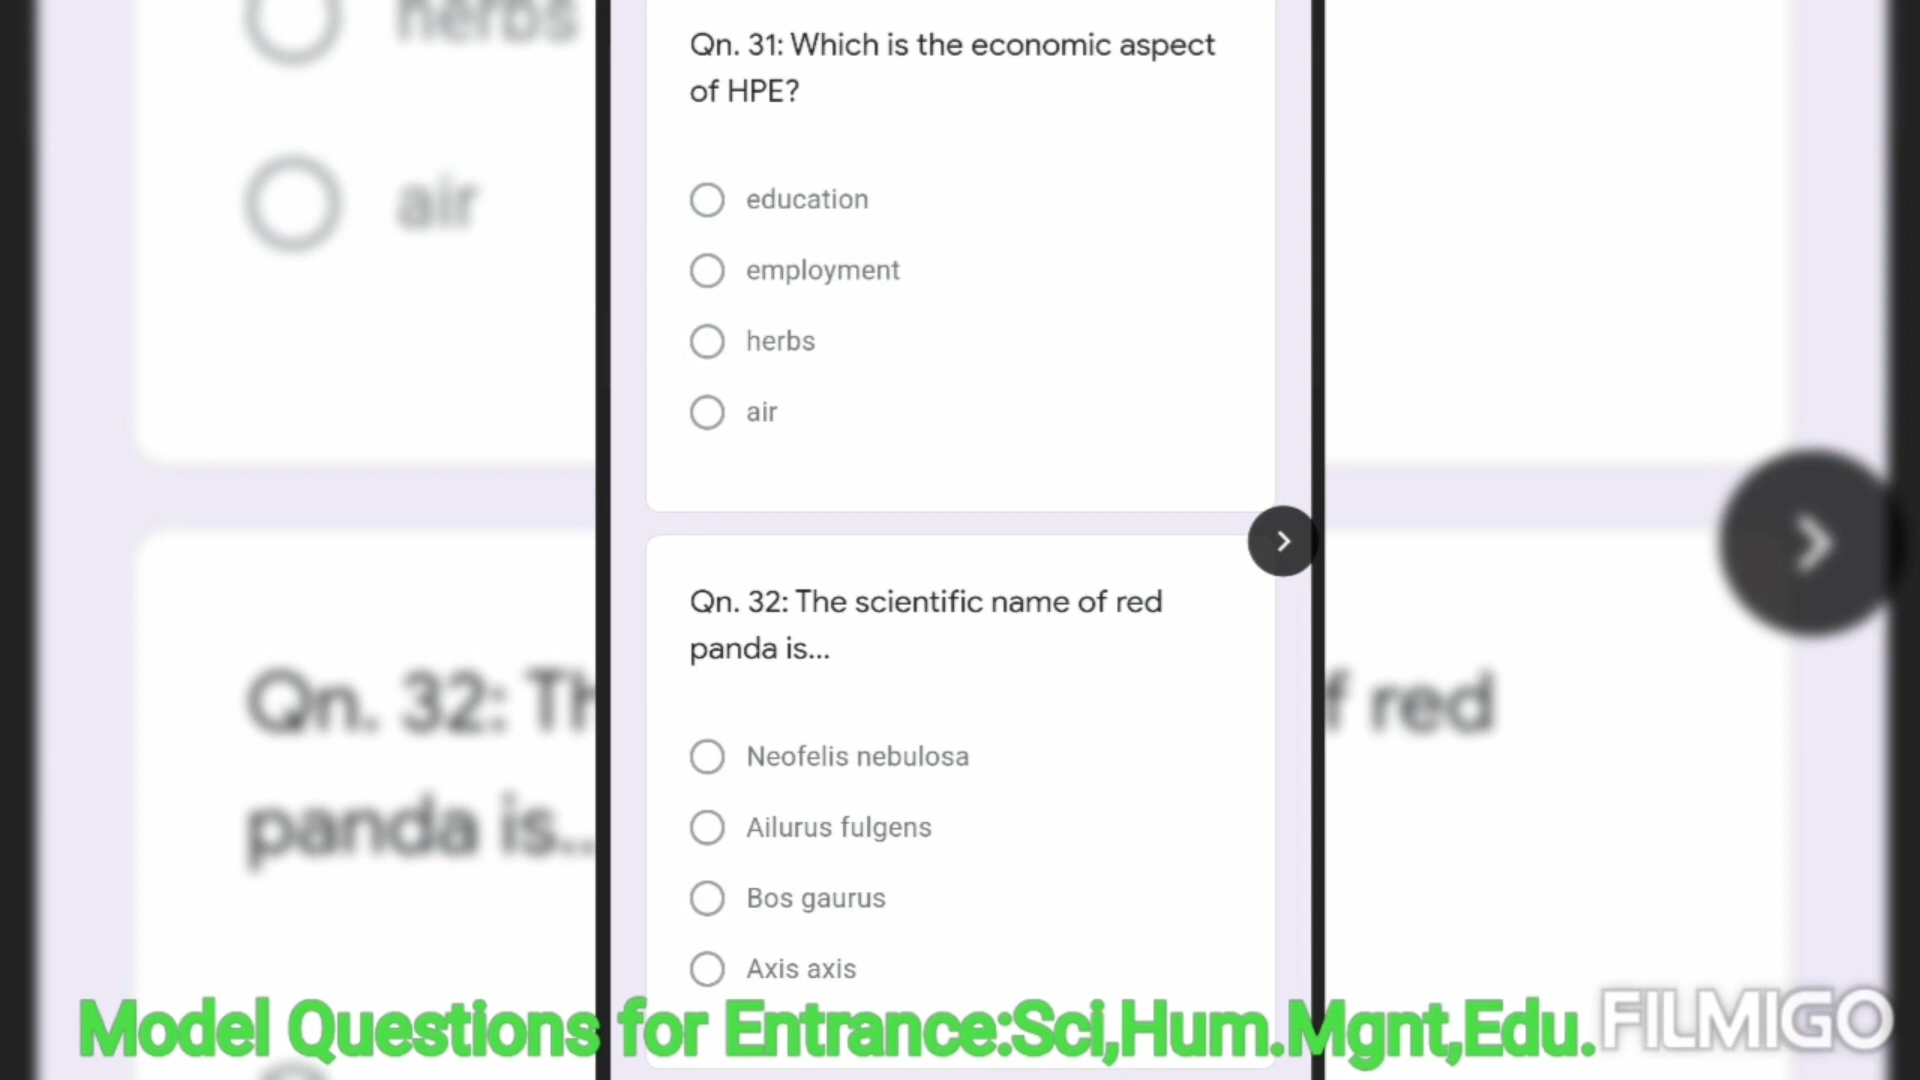 herbs
air
Qn. 31: Which is the economic aspect
of HPE?
education
employment
herbs
air
Qn. 32: The scientific name of red
panda is...
Neofelis nebulosa
Ailurus fulgens
Bos gaurus
Axis axis
Qn. 32: Th
f red
panda is..
Model Questions for Entrance:Sci,Hum.Mgnt,Edu.
FILMIGO